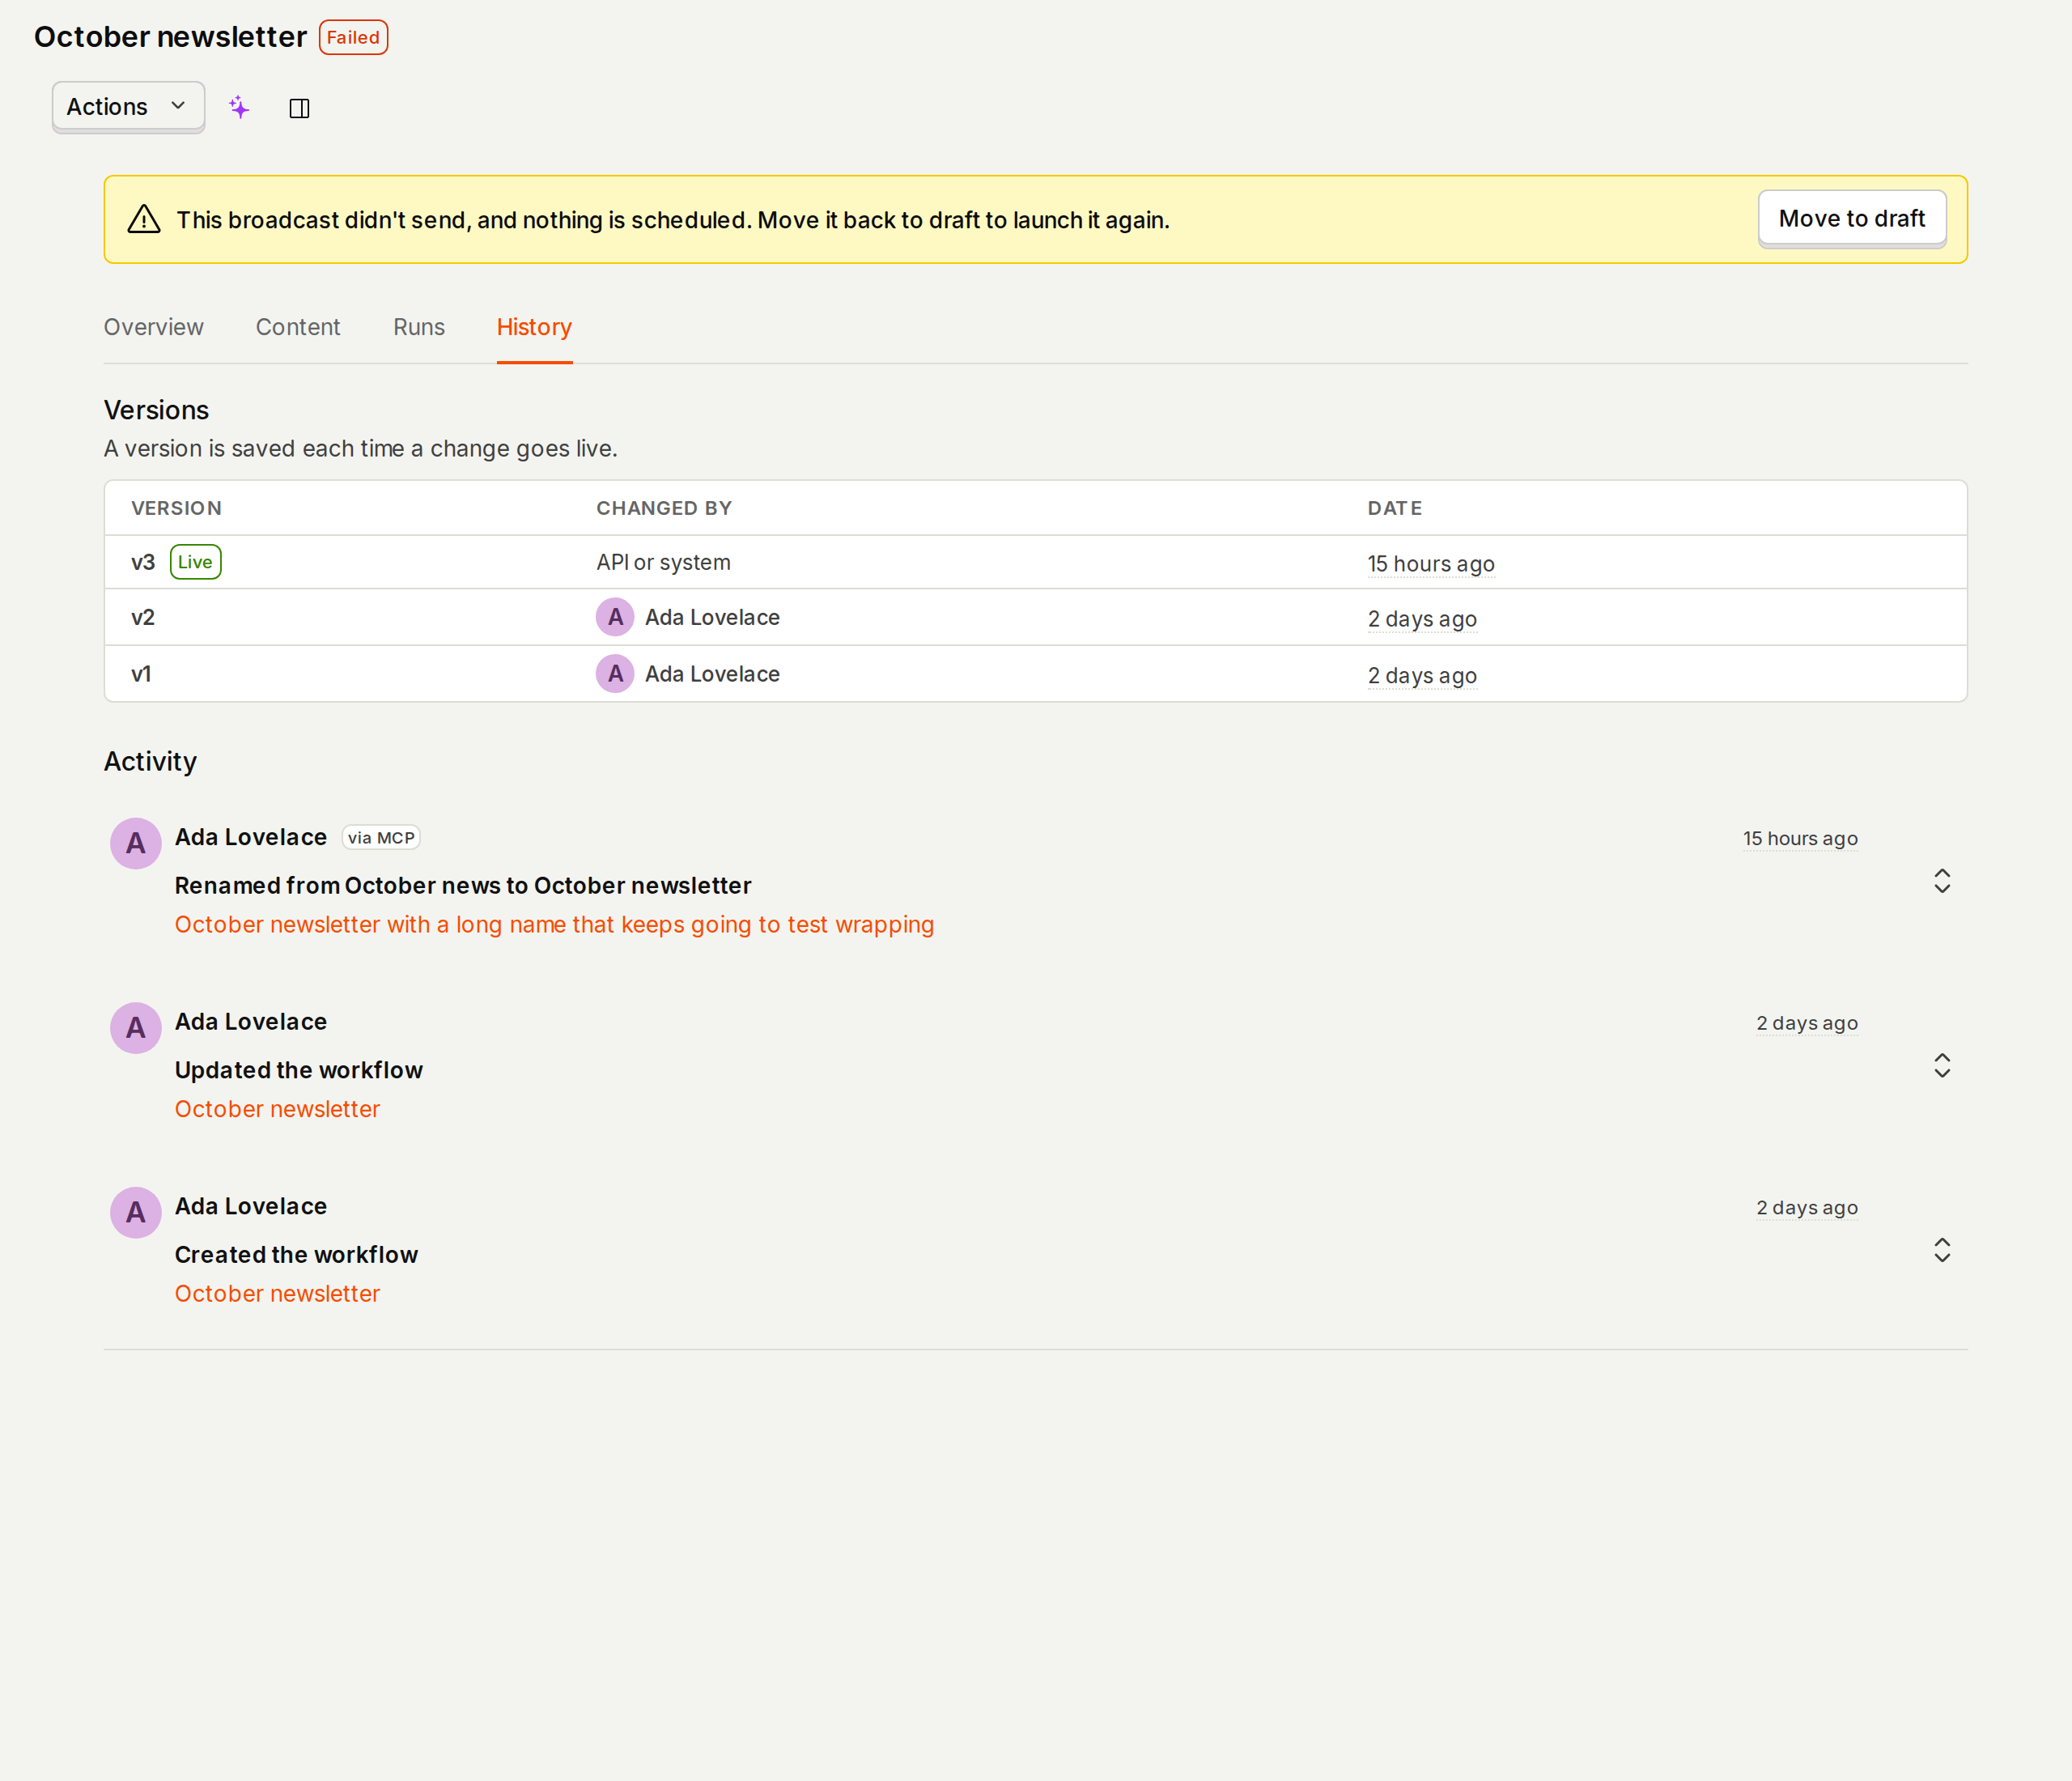 October newsletter Failed
Actions
This broadcast didn't send, and nothing is scheduled. Move it back to draft to launch it again. Move to draft
Overview Content Runs History
Versions
A version is saved each time a change goes live.
VERSION CHANGED BY DATE
v3 Live API or system 15 hours ago
v2 A Ada Lovelace 2 days ago
v1 A Ada Lovelace 2 days ago
Activity
A Ada Lovelace via MCP 15 hours ago
Renamed from October news to October newsletter
October newsletter with a long name that keeps going to test wrapping
A Ada Lovelace 2 days ago
Updated the workflow
October newsletter
A Ada Lovelace 2 days ago
Created the workflow
October newsletter